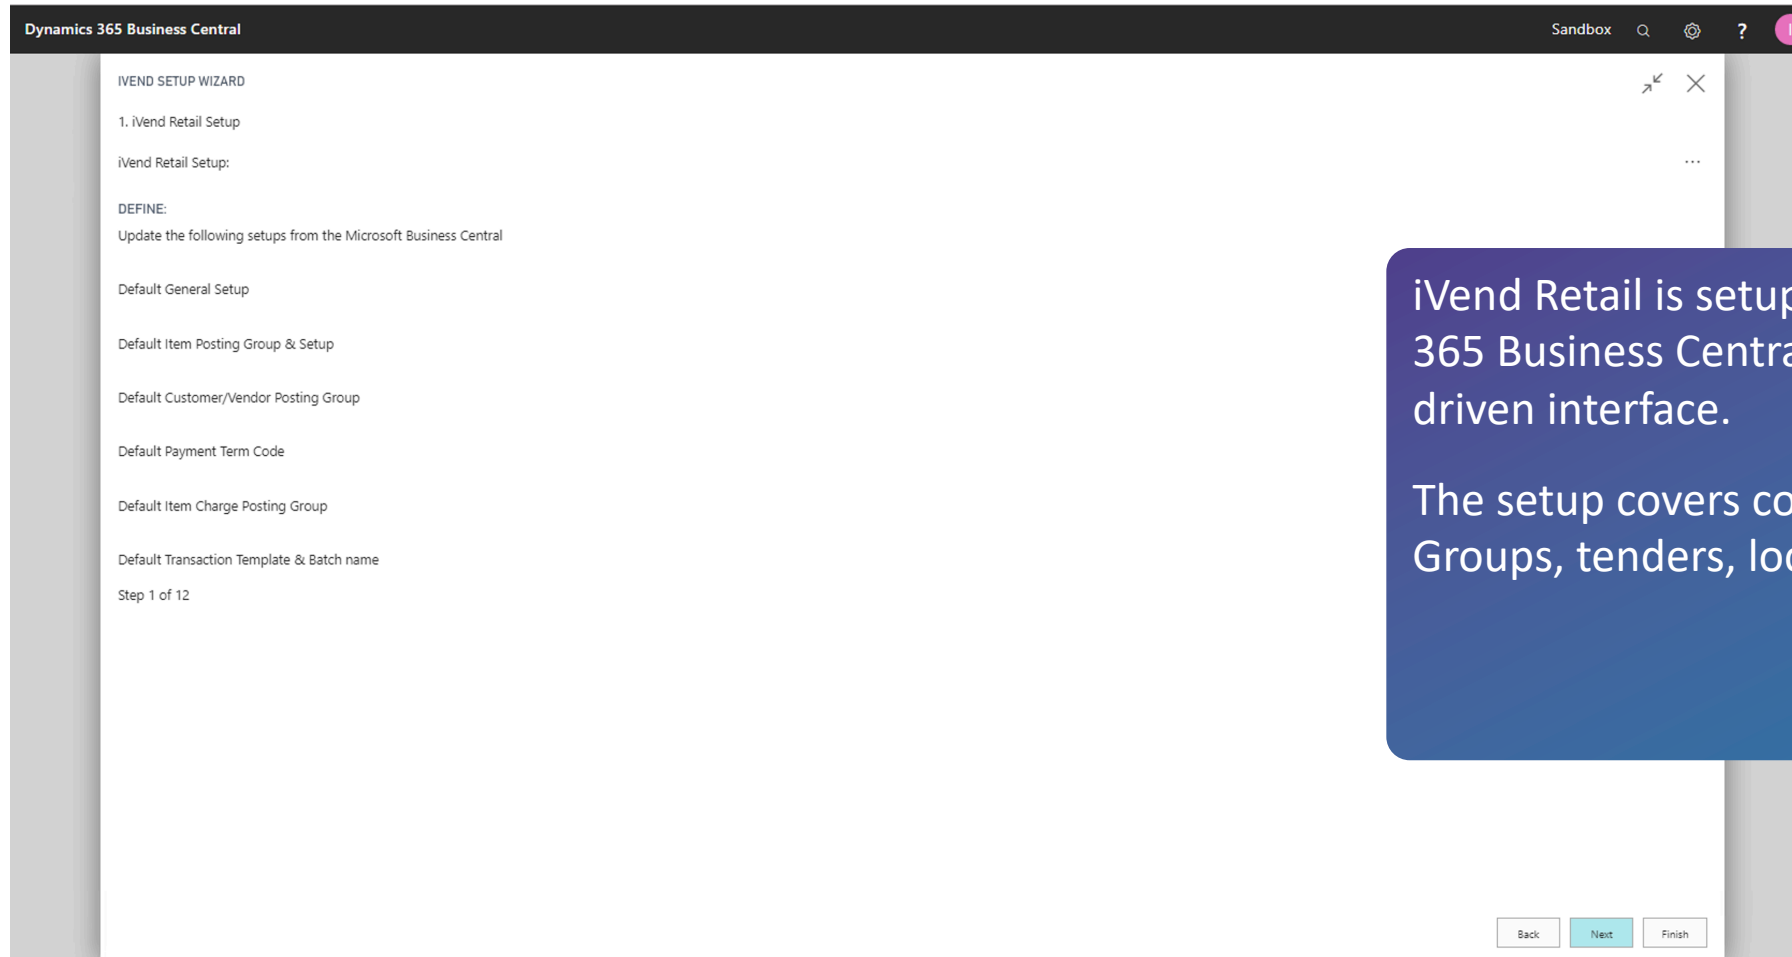 Dynamics 365 Business Central
Sandbox
?
IVEND SETUP WIZARD
1. iVend Retail Setup
iVend Retail Setup:
...
DEFINE:
Update the following setups from the Microsoft Business Central
Default General Setup
Default Item Posting Group & Setup
Default Customer/Vendor Posting Group
Default Payment Term Code
Default Item Charge Posting Group
Default Transaction Template & Batch name
Step 1 of 12
iVend Retail is setup
365 Business Centra
driven interface.
The setup covers co
Groups, tenders, loc
Back
Next
Finish